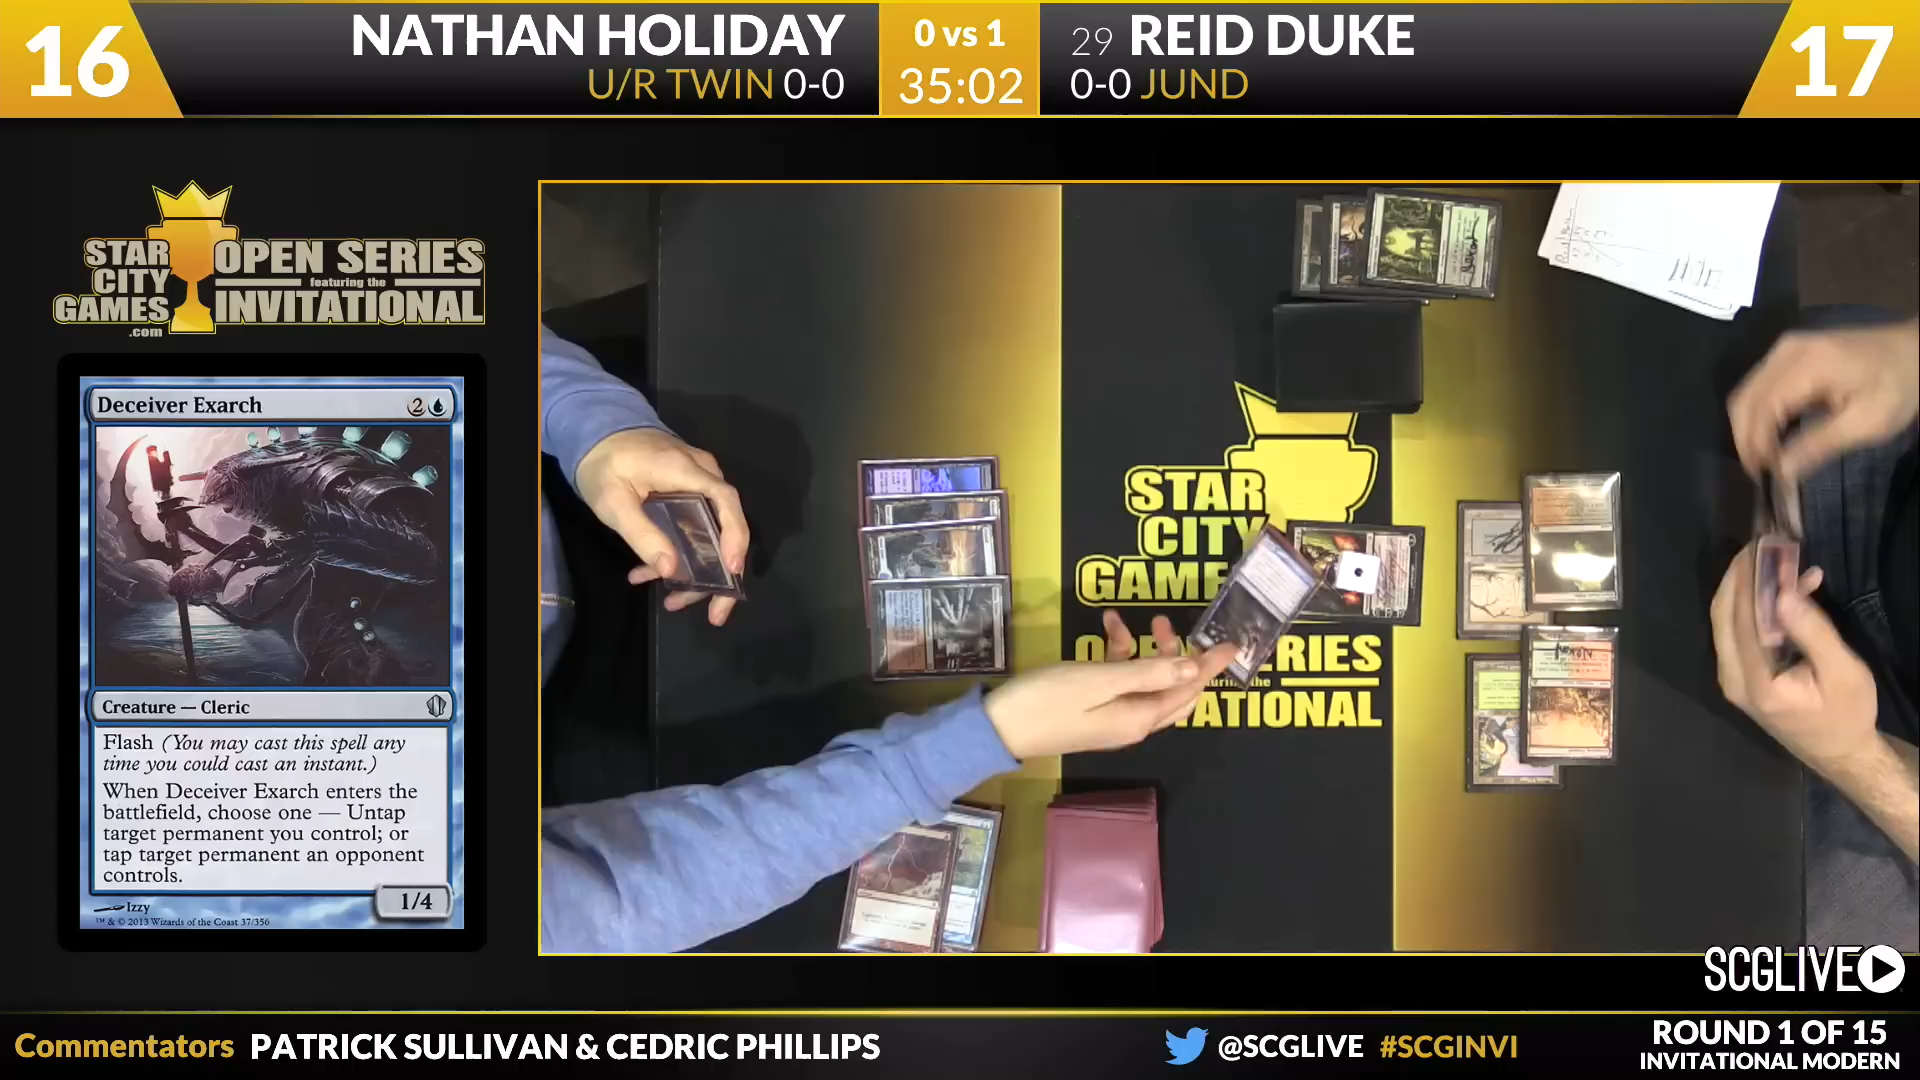 16
NATHAN HOLIDAY
U/R TWIN 0-0
0 vs 1
35:02
29 REID DUKE
0-0 JUND
17
STAR CITY GAMES .com
OPEN SERIES
featuring the
INVITATIONAL
Deceiver Exarch
2
Creature — Cleric
Flash (You may cast this spell any
time you could cast an instant.)
When Deceiver Exarch enters the
battlefield, choose one — Untap
target permanent you control; or
tap target permanent an opponent
controls.
1/4
Izzy
™ & © 2013 Wizards of the Coast 37/356
STAR
CITY
GAME
OPEN SERIES
the
ATIONAL
SCGLIVE
Commentators PATRICK SULLIVAN & CEDRIC PHILLIPS
@SCGLIVE #SCGINVI
ROUND 1 OF 15
INVITATIONAL MODERN